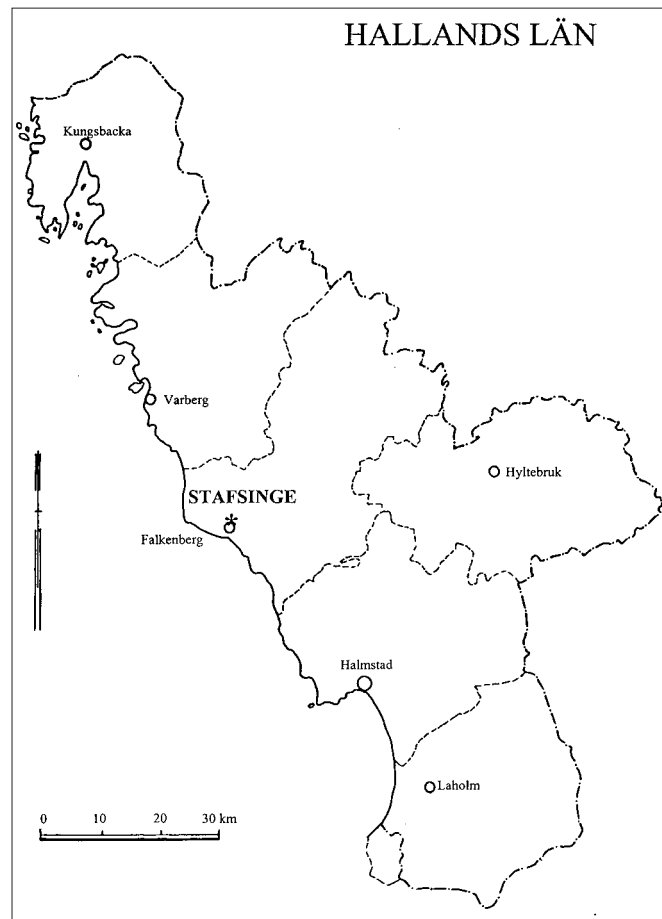 HALLANDS LÄN
Kungsbacka
Varberg
Hyltebruk
STAFSINGE
*
Falkenberg
Halmstad
Laholm
0 10 20 30 km